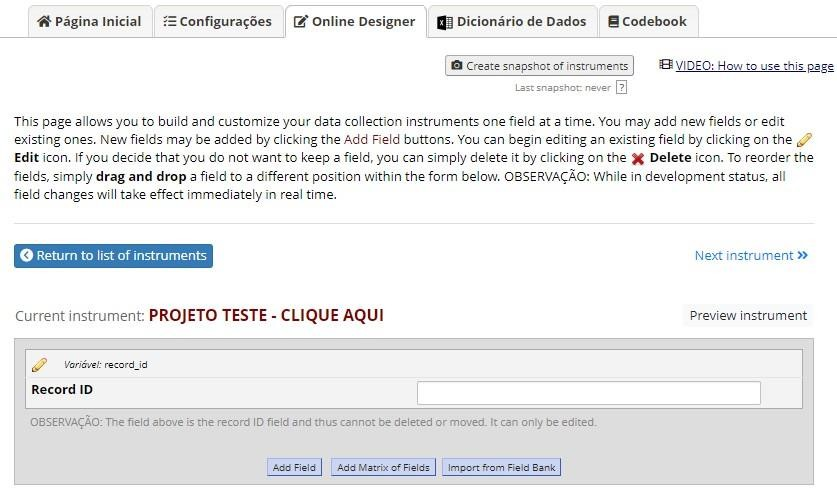 Página Inicial Configurações Online Designer Dicionário de Dados Codebook
Create snapshot of instruments VIDEO: How to use this page
Last snapshot: never ?
This page allows you to build and customize your data collection instruments one field at a time. You may add new fields or edit
existing ones. New fields may be added by clicking the Add Field buttons. You can begin editing an existing field by clicking on the
Edit icon. If you decide that you do not want to keep a field, you can simply delete it by clicking on the Delete icon. To reorder the
fields, simply drag and drop a field to a different position within the form below. OBSERVAÇÃO: While in development status, all
field changes will take effect immediately in real time.
Return to list of instruments Next instrument
Current instrument: PROJETO TESTE - CLIQUE AQUI Preview instrument
Variável: record_id
Record ID
OBSERVAÇÃO: The field above is the record ID field and thus cannot be deleted or moved. It can only be edited.
Add Field Add Matrix of Fields Import from Field Bank